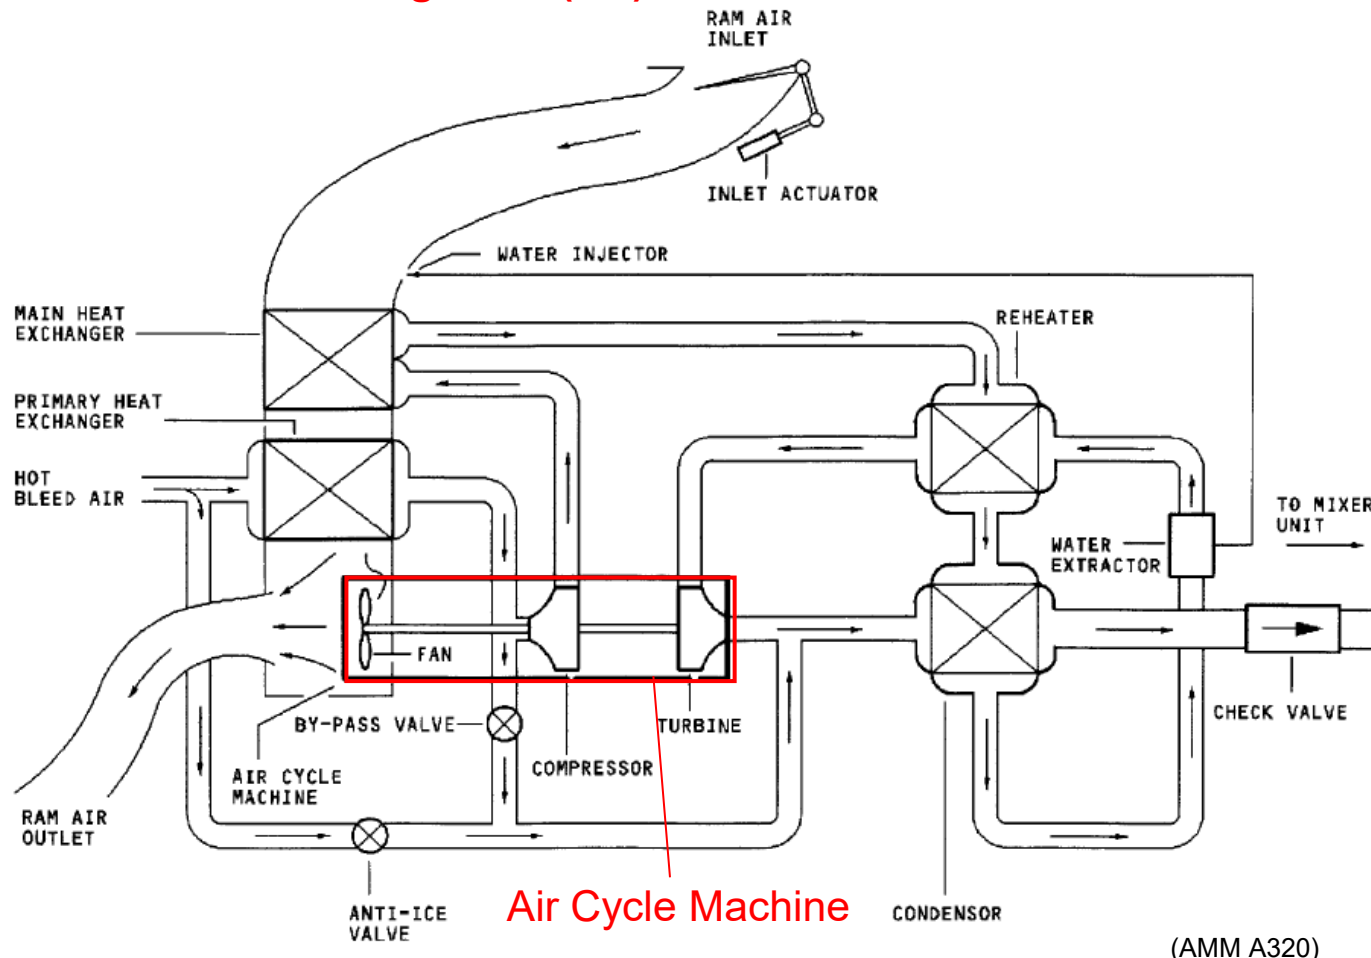 RAM AIR
INLET
INLET ACTUATOR
WATER INJECTOR
MAIN HEAT
EXCHANGER
REHEATER
PRIMARY HEAT
EXCHANGER
HOT
BLEED AIR
TO MIXER
UNIT
WATER
EXTRACTOR
FAN
BY-PASS VALVE
TURBINE
CHECK VALVE
COMPRESSOR
AIR CYCLE
MACHINE
RAM AIR
OUTLET
Air Cycle Machine
ANTI-ICE
VALVE
CONDENSOR
(AMM A320)